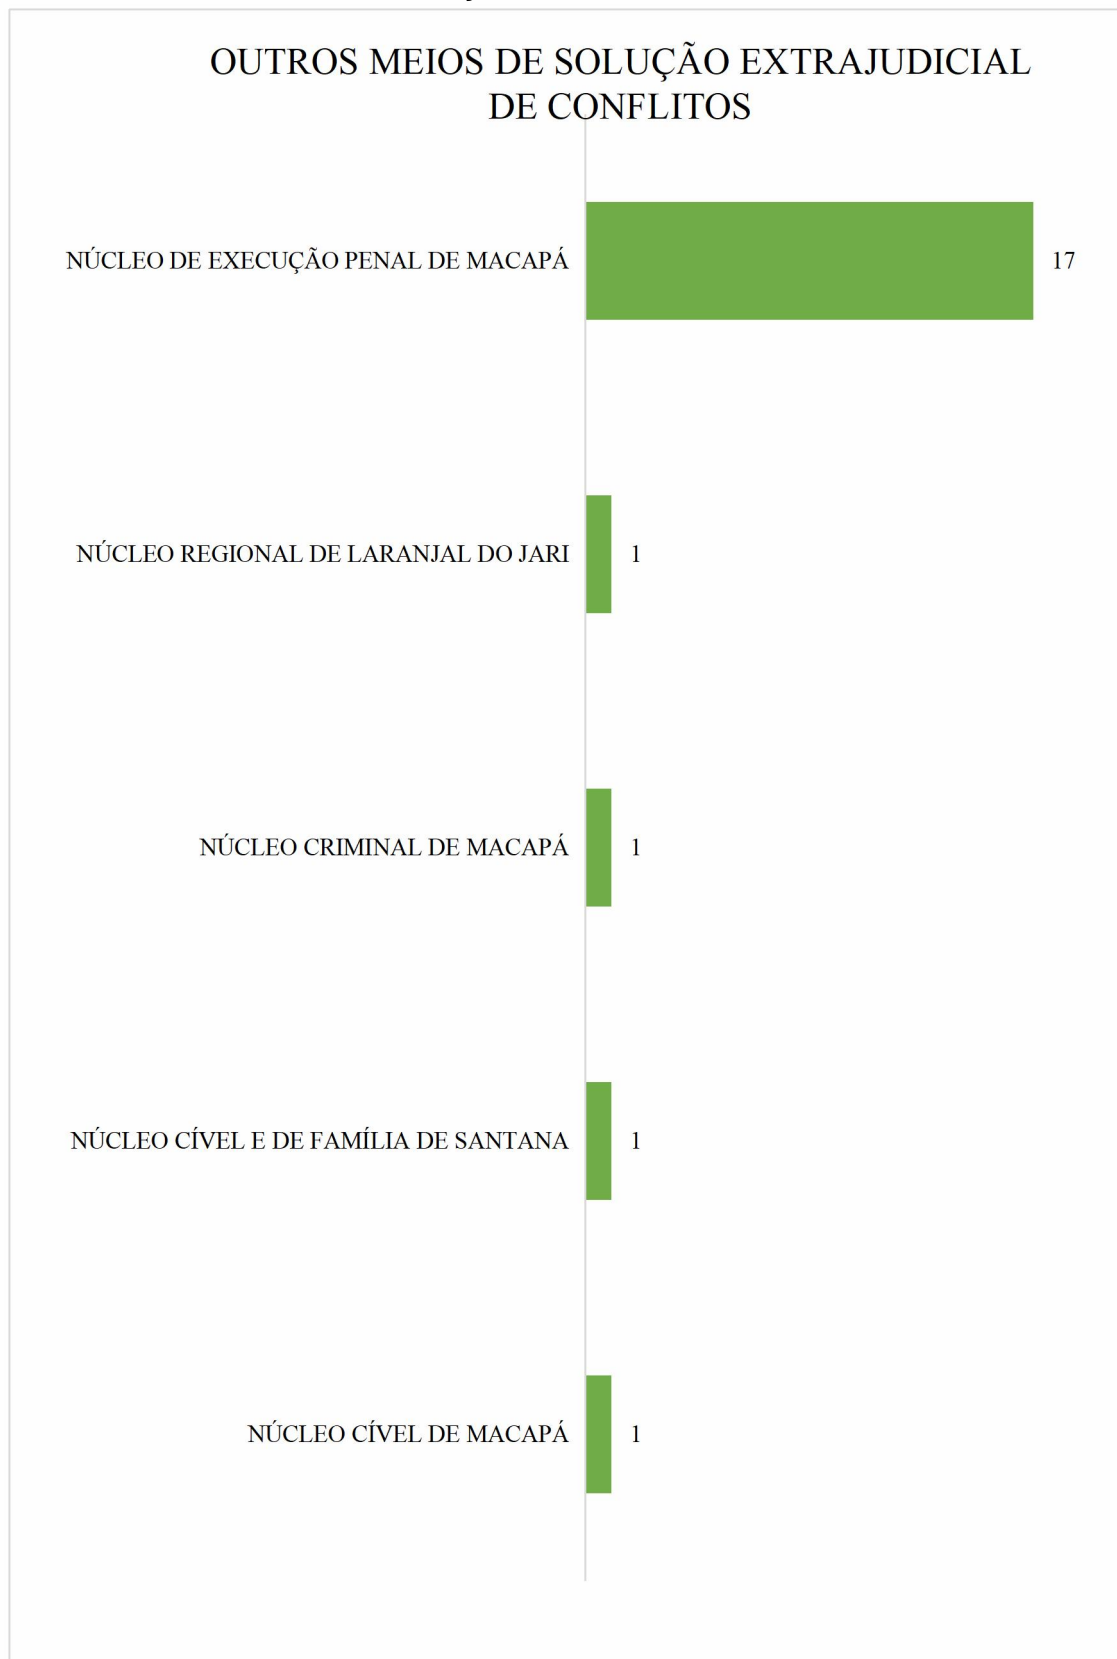 OUTROS MEIOS DE SOLUÇÃO EXTRAJUDICIAL
DE CONFLITOS
NÚCLEO DE EXECUÇÃO PENAL DE MACAPÁ 17
NÚCLEO REGIONAL DE LARANJAL DO JARI 1
NÚCLEO CRIMINAL DE MACAPÁ 1
NÚCLEO CÍVEL E DE FAMÍLIA DE SANTANA 1
NÚCLEO CÍVEL DE MACAPÁ 1